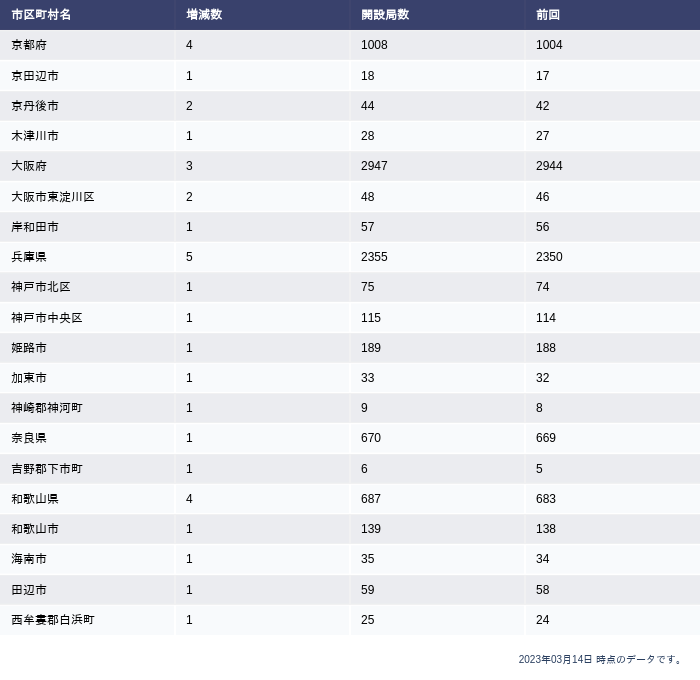 市区町村名 増減数 開設局数 前回
京都府 4 1008 1004
京田辺市 1 18 17
京丹後市 2 44 42
木津川市 1 28 27
大阪府 3 2947 2944
大阪市東淀川区 2 48 46
岸和田市 1 57 56
兵庫県 5 2355 2350
神戸市北区 1 75 74
神戸市中央区 1 115 114
姫路市 1 189 188
加東市 1 33 32
神崎郡神河町 1 9 8
奈良県 1 670 669
吉野郡下市町 1 6 5
和歌山県 4 687 683
和歌山市 1 139 138
海南市 1 35 34
田辺市 1 59 58
西牟婁郡白浜町 1 25 24
2023年03月14日 時点のデータです。